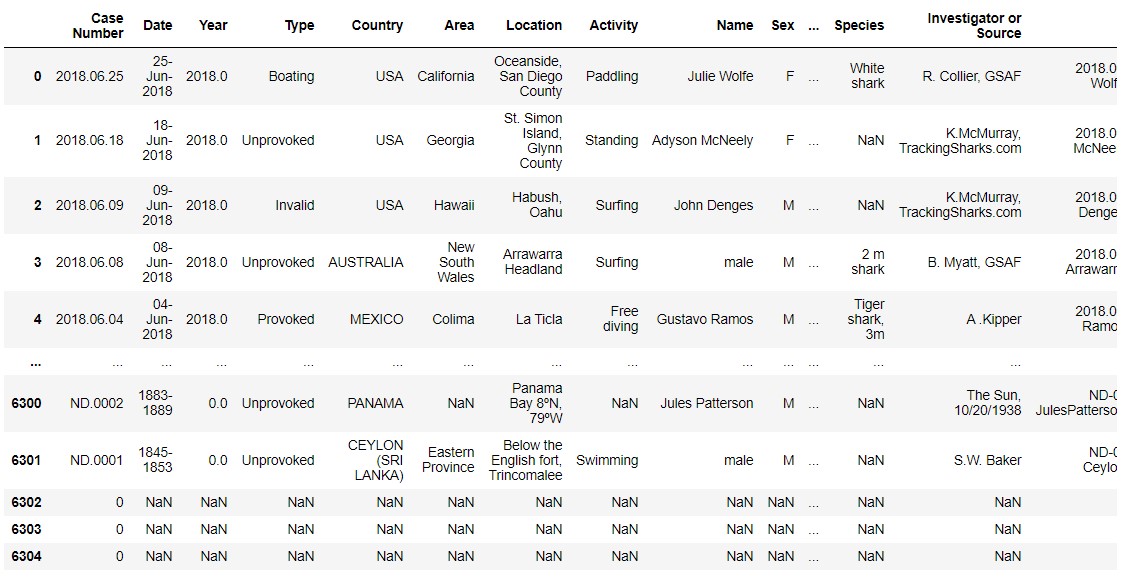 Case Number Date Year Type Country Area Location Activity Name Sex ... Species Investigator or Source
0 2018.06.25 25-Jun-2018 2018.0 Boating USA California Oceanside, San Diego County Paddling Julie Wolfe F ... White shark R. Collier, GSAF 2018.0 Wolf
1 2018.06.18 18-Jun-2018 2018.0 Unprovoked USA Georgia St. Simon Island, Glynn County Standing Adyson McNeely F ... NaN K.McMurray, TrackingSharks.com 2018.0 McNee
2 2018.06.09 09-Jun-2018 2018.0 Invalid USA Hawaii Habush, Oahu Surfing John Denges M ... NaN K.McMurray, TrackingSharks.com 2018.0 Denge
3 2018.06.08 08-Jun-2018 2018.0 Unprovoked AUSTRALIA New South Wales Arrawarra Headland Surfing male M ... 2 m shark B. Myatt, GSAF 2018.0 Arrawarr
4 2018.06.04 04-Jun-2018 2018.0 Provoked MEXICO Colima La Ticla Free diving Gustavo Ramos M ... Tiger shark, 3m A .Kipper 2018.0 Ramo
... ... ... ... ... ... ... ... ... ... ... ... ... ...
6300 ND.0002 1883-1889 0.0 Unprovoked PANAMA NaN Panama Bay 8ºN, 79ºW NaN Jules Patterson M ... NaN The Sun, 10/20/1938 ND-0 JulesPatterso
6301 ND.0001 1845-1853 0.0 Unprovoked CEYLON (SRI LANKA) Eastern Province Below the English fort, Trincomalee Swimming male M ... NaN S.W. Baker ND-0 Ceylo
6302 0 NaN NaN NaN NaN NaN NaN NaN NaN NaN ... NaN NaN
6303 0 NaN NaN NaN NaN NaN NaN NaN NaN NaN ... NaN NaN
6304 0 NaN NaN NaN NaN NaN NaN NaN NaN NaN ... NaN NaN